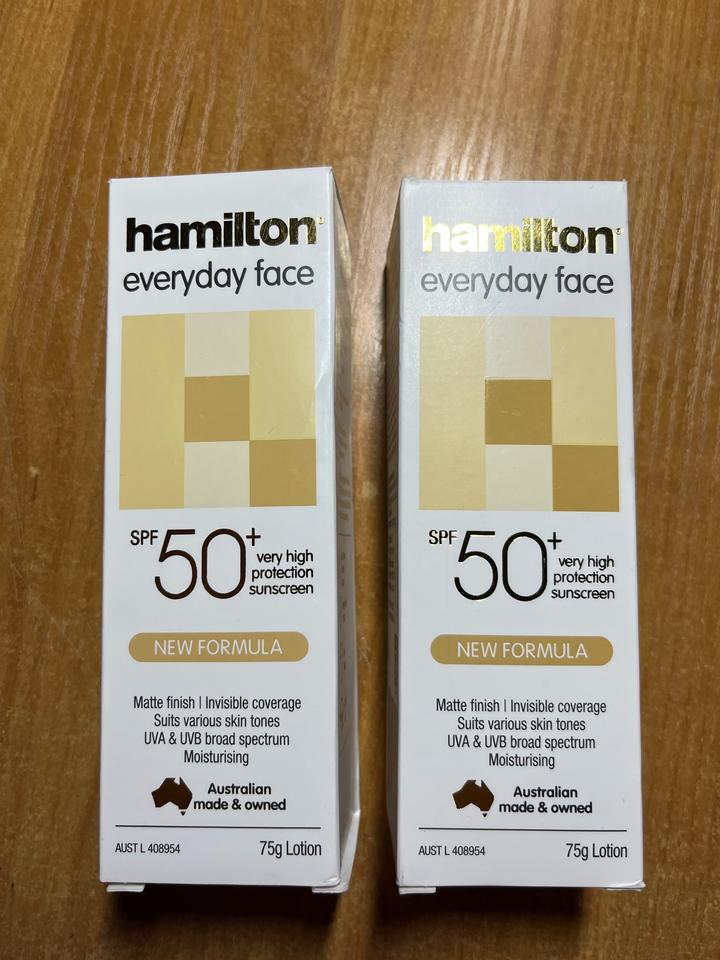 hamilton®
everyday face
SPF 50+
very high
protection
sunscreen
NEW FORMULA
Matte finish | Invisible coverage
Suits various skin tones
UVA & UVB broad spectrum
Moisturising
Australian
made & owned
AUST L 408954 75g Lotion
hamilton®
everyday face
SPF 50+
very high
protection
sunscreen
NEW FORMULA
Matte finish | Invisible coverage
Suits various skin tones
UVA & UVB broad spectrum
Moisturising
Australian
made & owned
AUST L 408954 75g Lotion